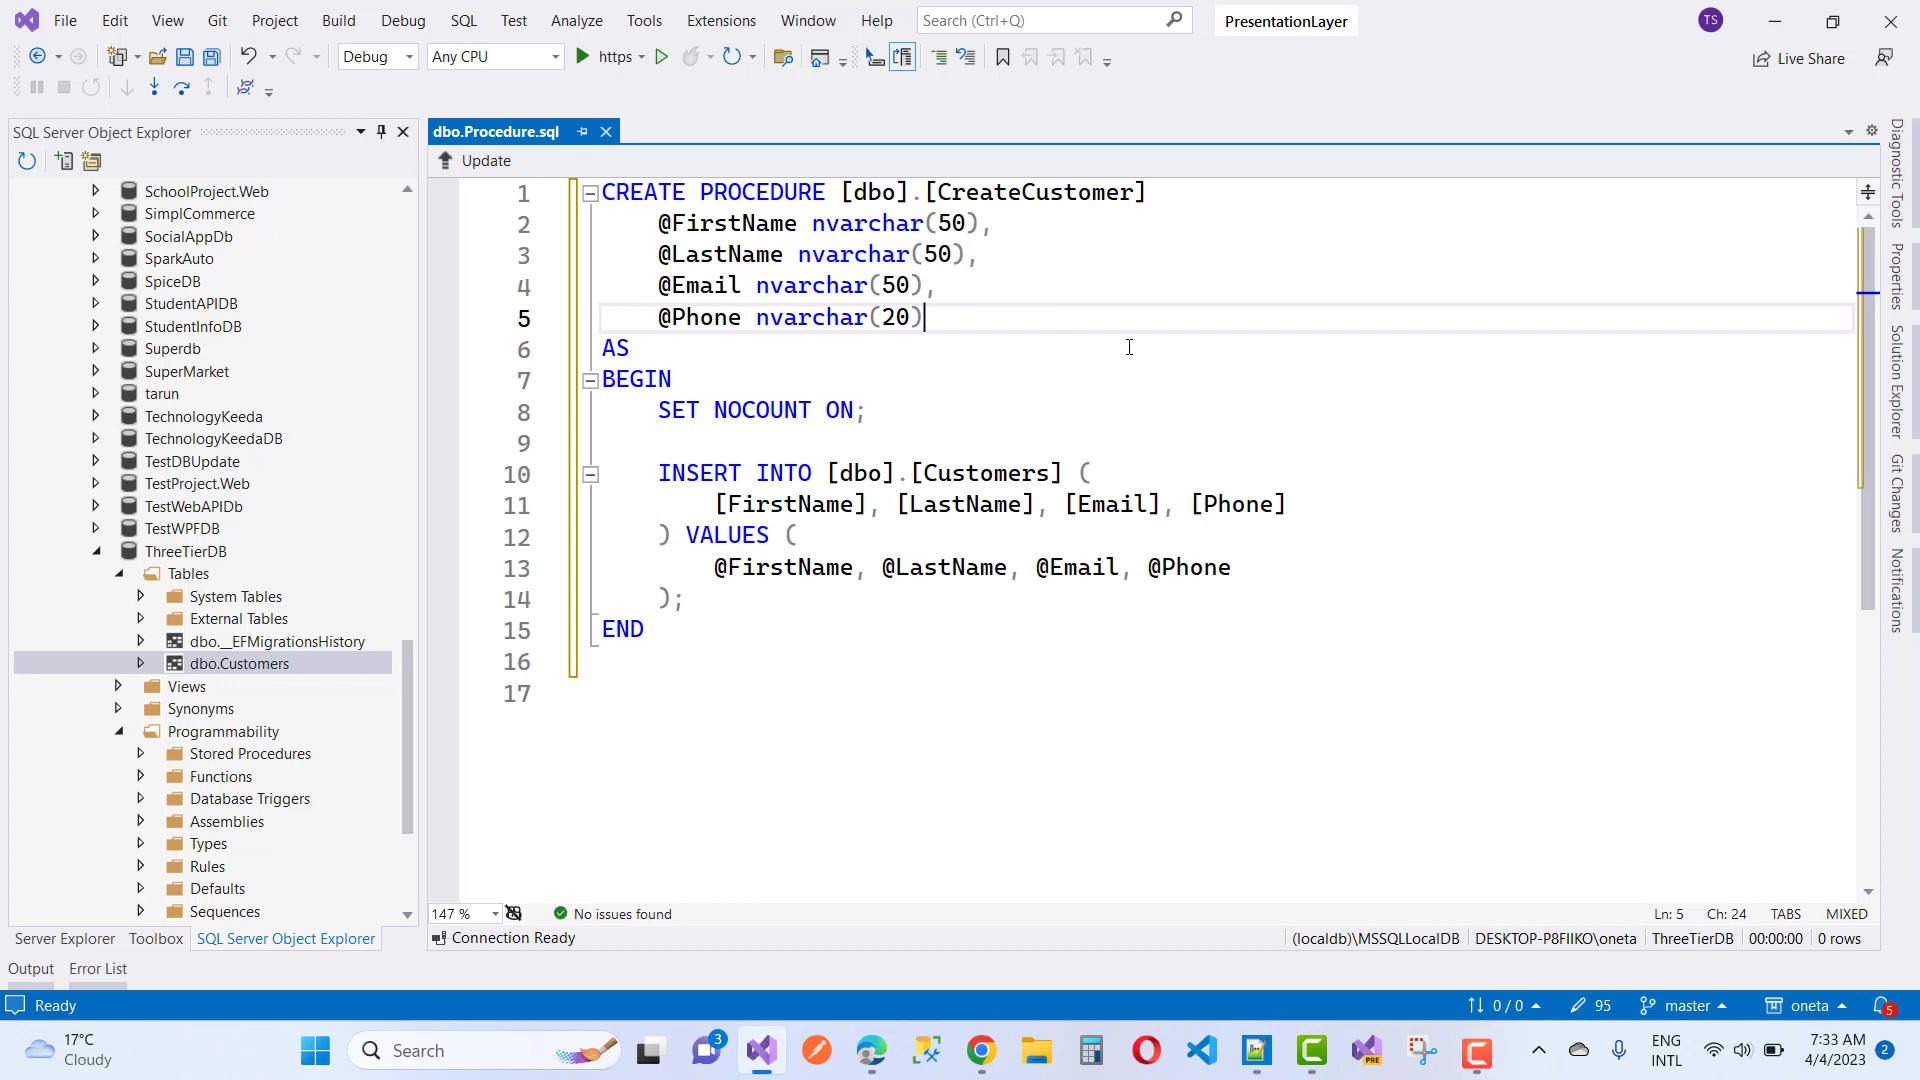 File Edit View Git Project Build Debug SQL Test Analyze Tools Extensions Window Help Search (Ctrl+Q) PresentationLayer TS
Debug Any CPU https Live Share
SQL Server Object Explorer
dbo.Procedure.sql
Update
SchoolProject.Web
SimplCommerce
SocialAppDb
SparkAuto
SpiceDB
StudentAPIDB
StudentInfoDB
Superdb
SuperMarket
tarun
TechnologyKeeda
TechnologyKeedaDB
TestDBUpdate
TestProject.Web
TestWebAPIDb
TestWPFDB
ThreeTierDB
Tables
System Tables
External Tables
dbo.__EFMigrationsHistory
dbo.Customers
Views
Synonyms
Programmability
Stored Procedures
Functions
Database Triggers
Assemblies
Types
Rules
Defaults
Sequences
Server Explorer Toolbox SQL Server Object Explorer
1 CREATE PROCEDURE [dbo].[CreateCustomer]
2 @FirstName nvarchar(50),
3 @LastName nvarchar(50),
4 @Email nvarchar(50),
5 @Phone nvarchar(20)
6 AS
7 BEGIN
8 SET NOCOUNT ON;
9
10 INSERT INTO [dbo].[Customers] (
11 [FirstName], [LastName], [Email], [Phone]
12 ) VALUES (
13 @FirstName, @LastName, @Email, @Phone
14 );
15 END
16
17
Diagnostic Tools
Properties
Solution Explorer
Git Changes
Notifications
147 % No issues found Ln: 5 Ch: 24 TABS MIXED
Connection Ready (localdb)\MSSQLLocalDB DESKTOP-P8FIIKO\oneta ThreeTierDB 00:00:00 0 rows
Output Error List
Ready 0 / 0 95 master oneta 5
17°C
Cloudy
Search
3
PRE
ENG
INTL
7:33 AM
4/4/2023
2